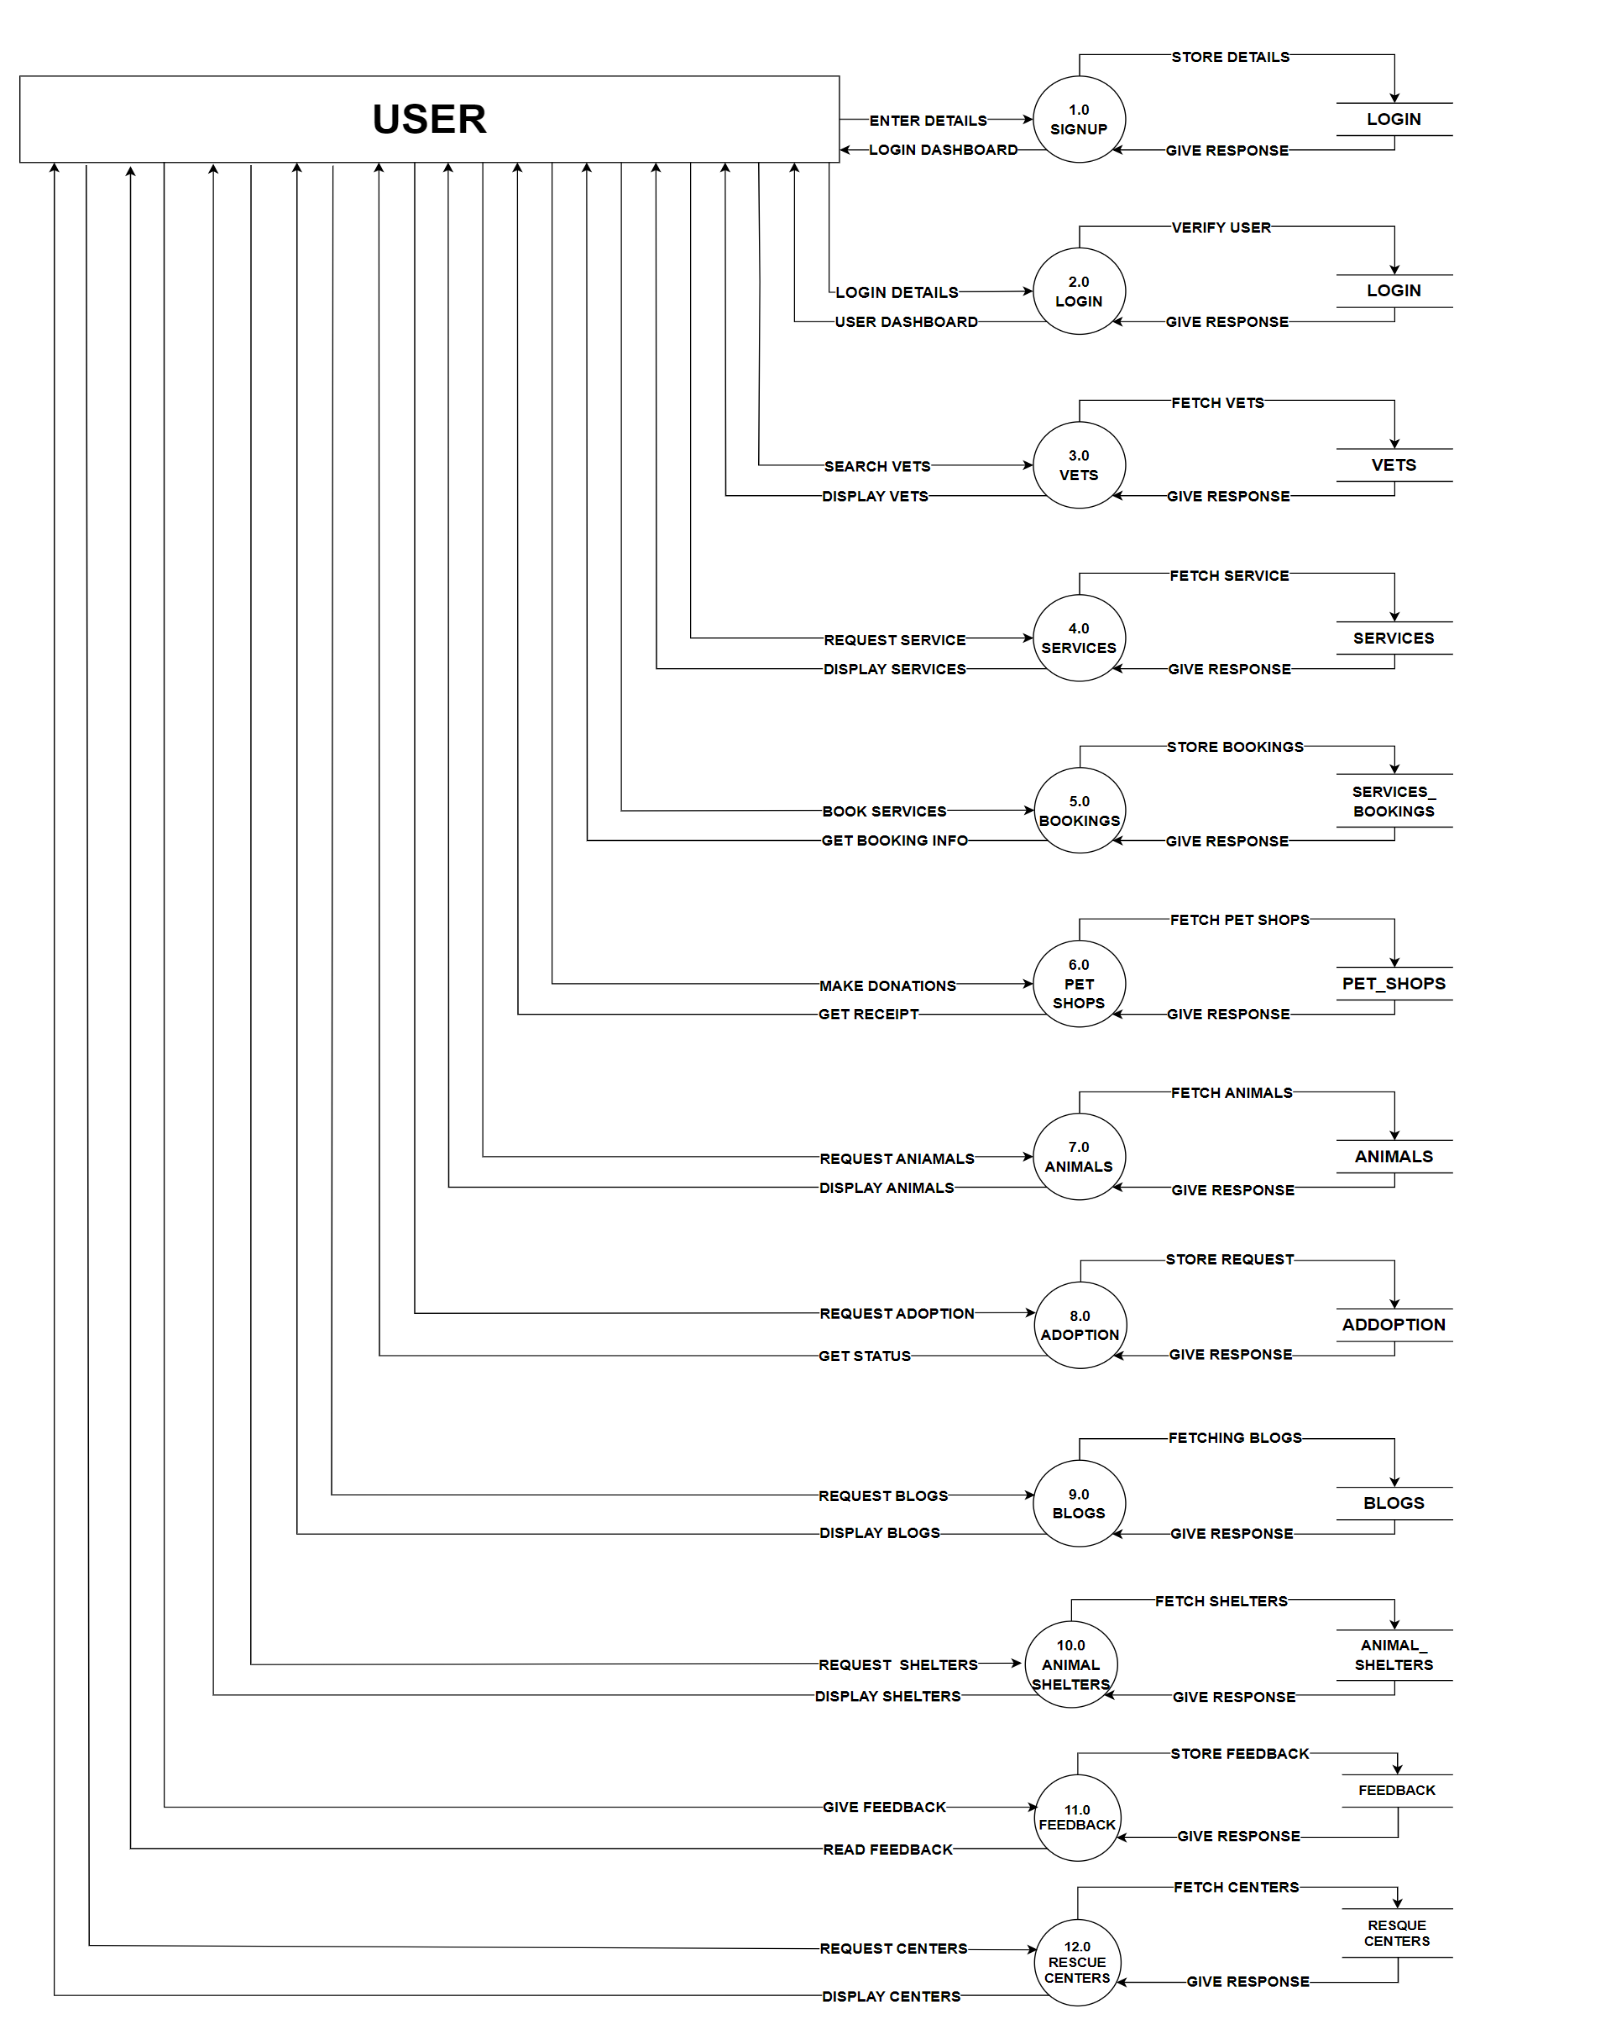 USER
STORE DETAILS
ENTER DETAILS
1.0
SIGNUP
LOGIN
LOGIN DASHBOARD
GIVE RESPONSE
VERIFY USER
LOGIN DETAILS
2.0
LOGIN
LOGIN
USER DASHBOARD
GIVE RESPONSE
FETCH VETS
SEARCH VETS
3.0
VETS
VETS
DISPLAY VETS
GIVE RESPONSE
FETCH SERVICE
REQUEST SERVICE
4.0
SERVICES
SERVICES
DISPLAY SERVICES
GIVE RESPONSE
STORE BOOKINGS
BOOK SERVICES
5.0
BOOKINGS
SERVICES_
BOOKINGS
GET BOOKING INFO
GIVE RESPONSE
FETCH PET SHOPS
MAKE DONATIONS
6.0
PET
SHOPS
PET_SHOPS
GET RECEIPT
GIVE RESPONSE
FETCH ANIMALS
REQUEST ANIAMALS
7.0
ANIMALS
ANIMALS
DISPLAY ANIMALS
GIVE RESPONSE
STORE REQUEST
REQUEST ADOPTION
8.0
ADOPTION
ADDOPTION
GET STATUS
GIVE RESPONSE
FETCHING BLOGS
REQUEST BLOGS
9.0
BLOGS
BLOGS
DISPLAY BLOGS
GIVE RESPONSE
FETCH SHELTERS
REQUEST SHELTERS
10.0
ANIMAL
SHELTERS
ANIMAL_
SHELTERS
DISPLAY SHELTERS
GIVE RESPONSE
STORE FEEDBACK
GIVE FEEDBACK
11.0
FEEDBACK
FEEDBACK
READ FEEDBACK
GIVE RESPONSE
FETCH CENTERS
REQUEST CENTERS
12.0
RESCUE
CENTERS
RESQUE
CENTERS
DISPLAY CENTERS
GIVE RESPONSE